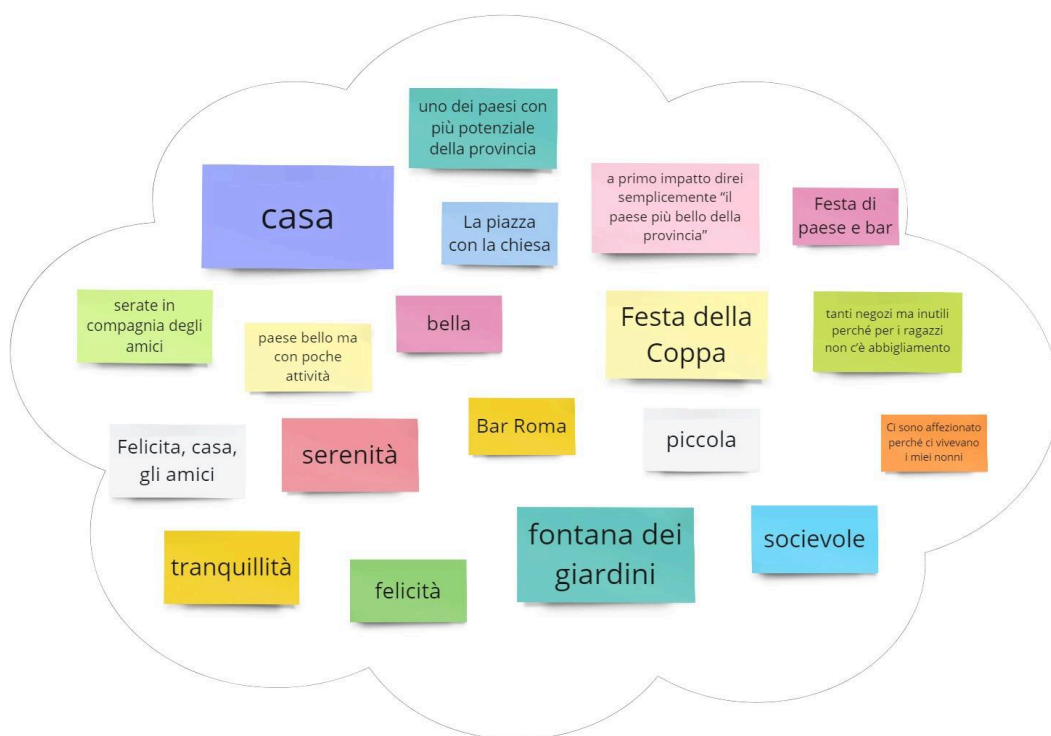 uno dei paesi con
più potenziale
della provincia
casa
La piazza
con la chiesa
a primo impatto direi
semplicemente “il
paese più bello della
provincia”
Festa di
paese e bar
serate in
compagnia degli
amici
paese bello ma
con poche
attività
bella
Festa della
Coppa
tanti negozi ma inutili
perché per i ragazzi
non c'è abbigliamento
Felicita, casa,
gli amici
serenità
Bar Roma
piccola
Ci sono affezionato
perché ci vivevano
i miei nonni
tranquillità
felicità
fontana dei
giardini
socievole